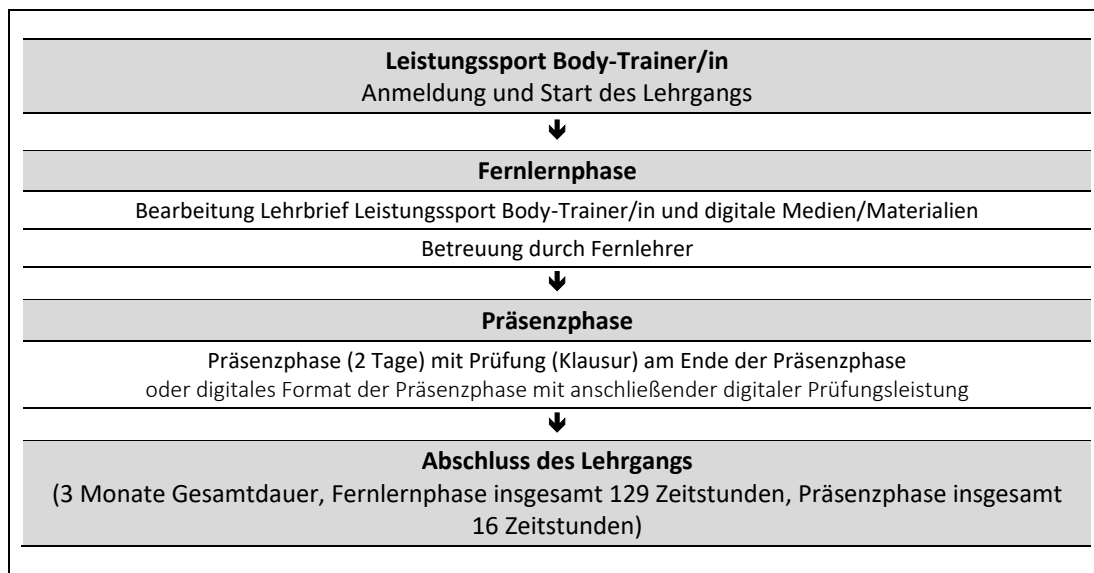 Leistungssport Body-Trainer/in
Anmeldung und Start des Lehrgangs
🡻
Fernlernphase
Bearbeitung Lehrbrief Leistungssport Body-Trainer/in und digitale Medien/Materialien
Betreuung durch Fernlehrer
🡻
Präsenzphase
Präsenzphase (2 Tage) mit Prüfung (Klausur) am Ende der Präsenzphase
oder digitales Format der Präsenzphase mit anschließender digitaler Prüfungsleistung
🡻
Abschluss des Lehrgangs
(3 Monate Gesamtdauer, Fernlernphase insgesamt 129 Zeitstunden, Präsenzphase insgesamt
16 Zeitstunden)